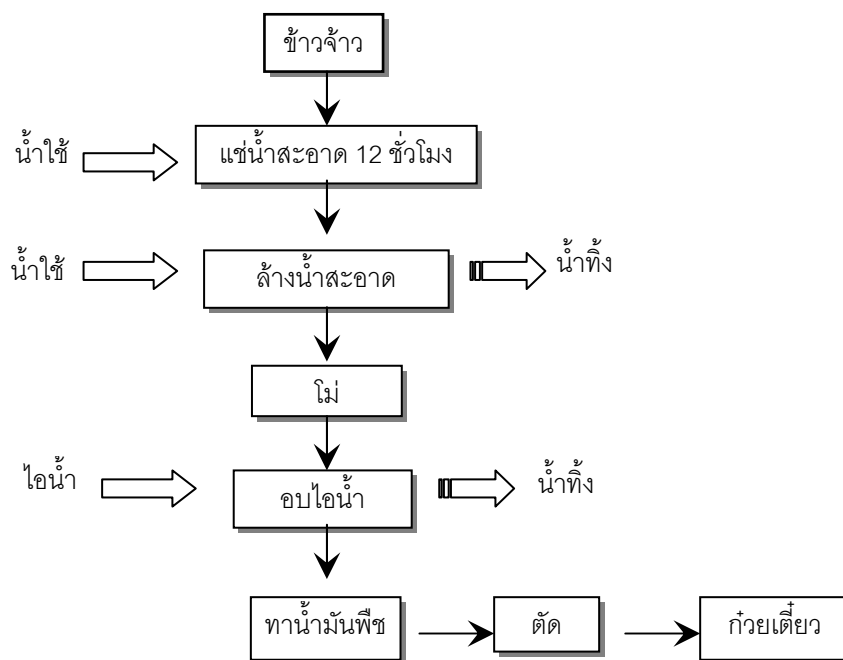 ข้าวจ้าว
น้ำใช้
แช่น้ำสะอาด 12 ชั่วโมง
น้ำใช้
ล้างน้ำสะอาด
น้ำทิ้ง
โม่
ไอน้ำ
อบไอน้ำ
น้ำทิ้ง
ทาน้ำมันพืช
ตัด
ก๋วยเตี๋ยว